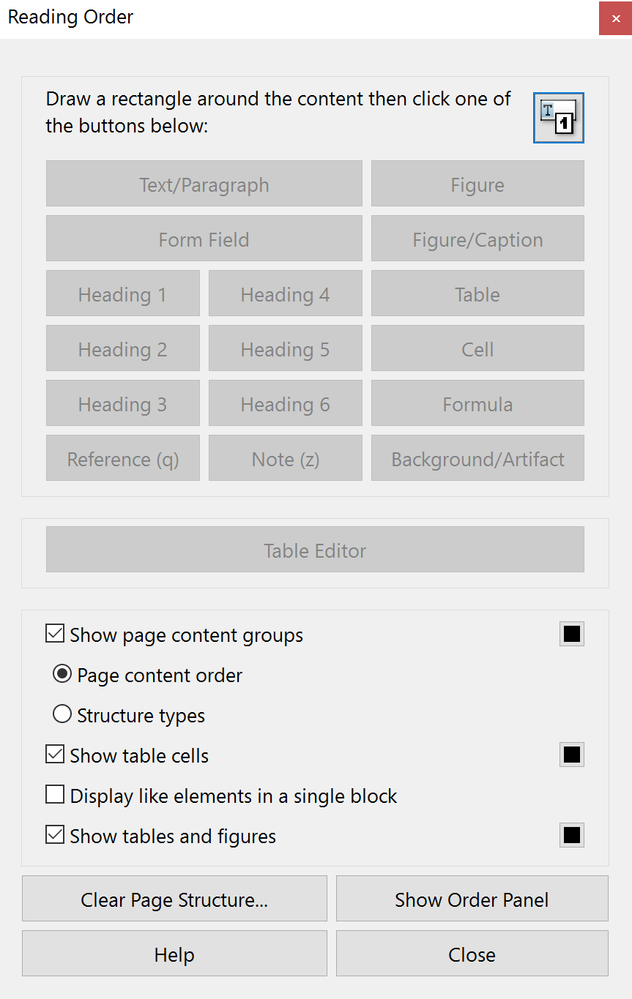 Reading Order
Draw a rectangle around the content then click one of
the buttons below:
T
1
Text/Paragraph
Figure
Form Field
Figure/Caption
Heading 1
Heading 4
Table
Heading 2
Heading 5
Cell
Heading 3
Heading 6
Formula
Reference (q)
Note (z)
Background/Artifact
Table Editor
Show page content groups
Page content order
Structure types
Show table cells
Display like elements in a single block
Show tables and figures
Clear Page Structure...
Show Order Panel
Help
Close